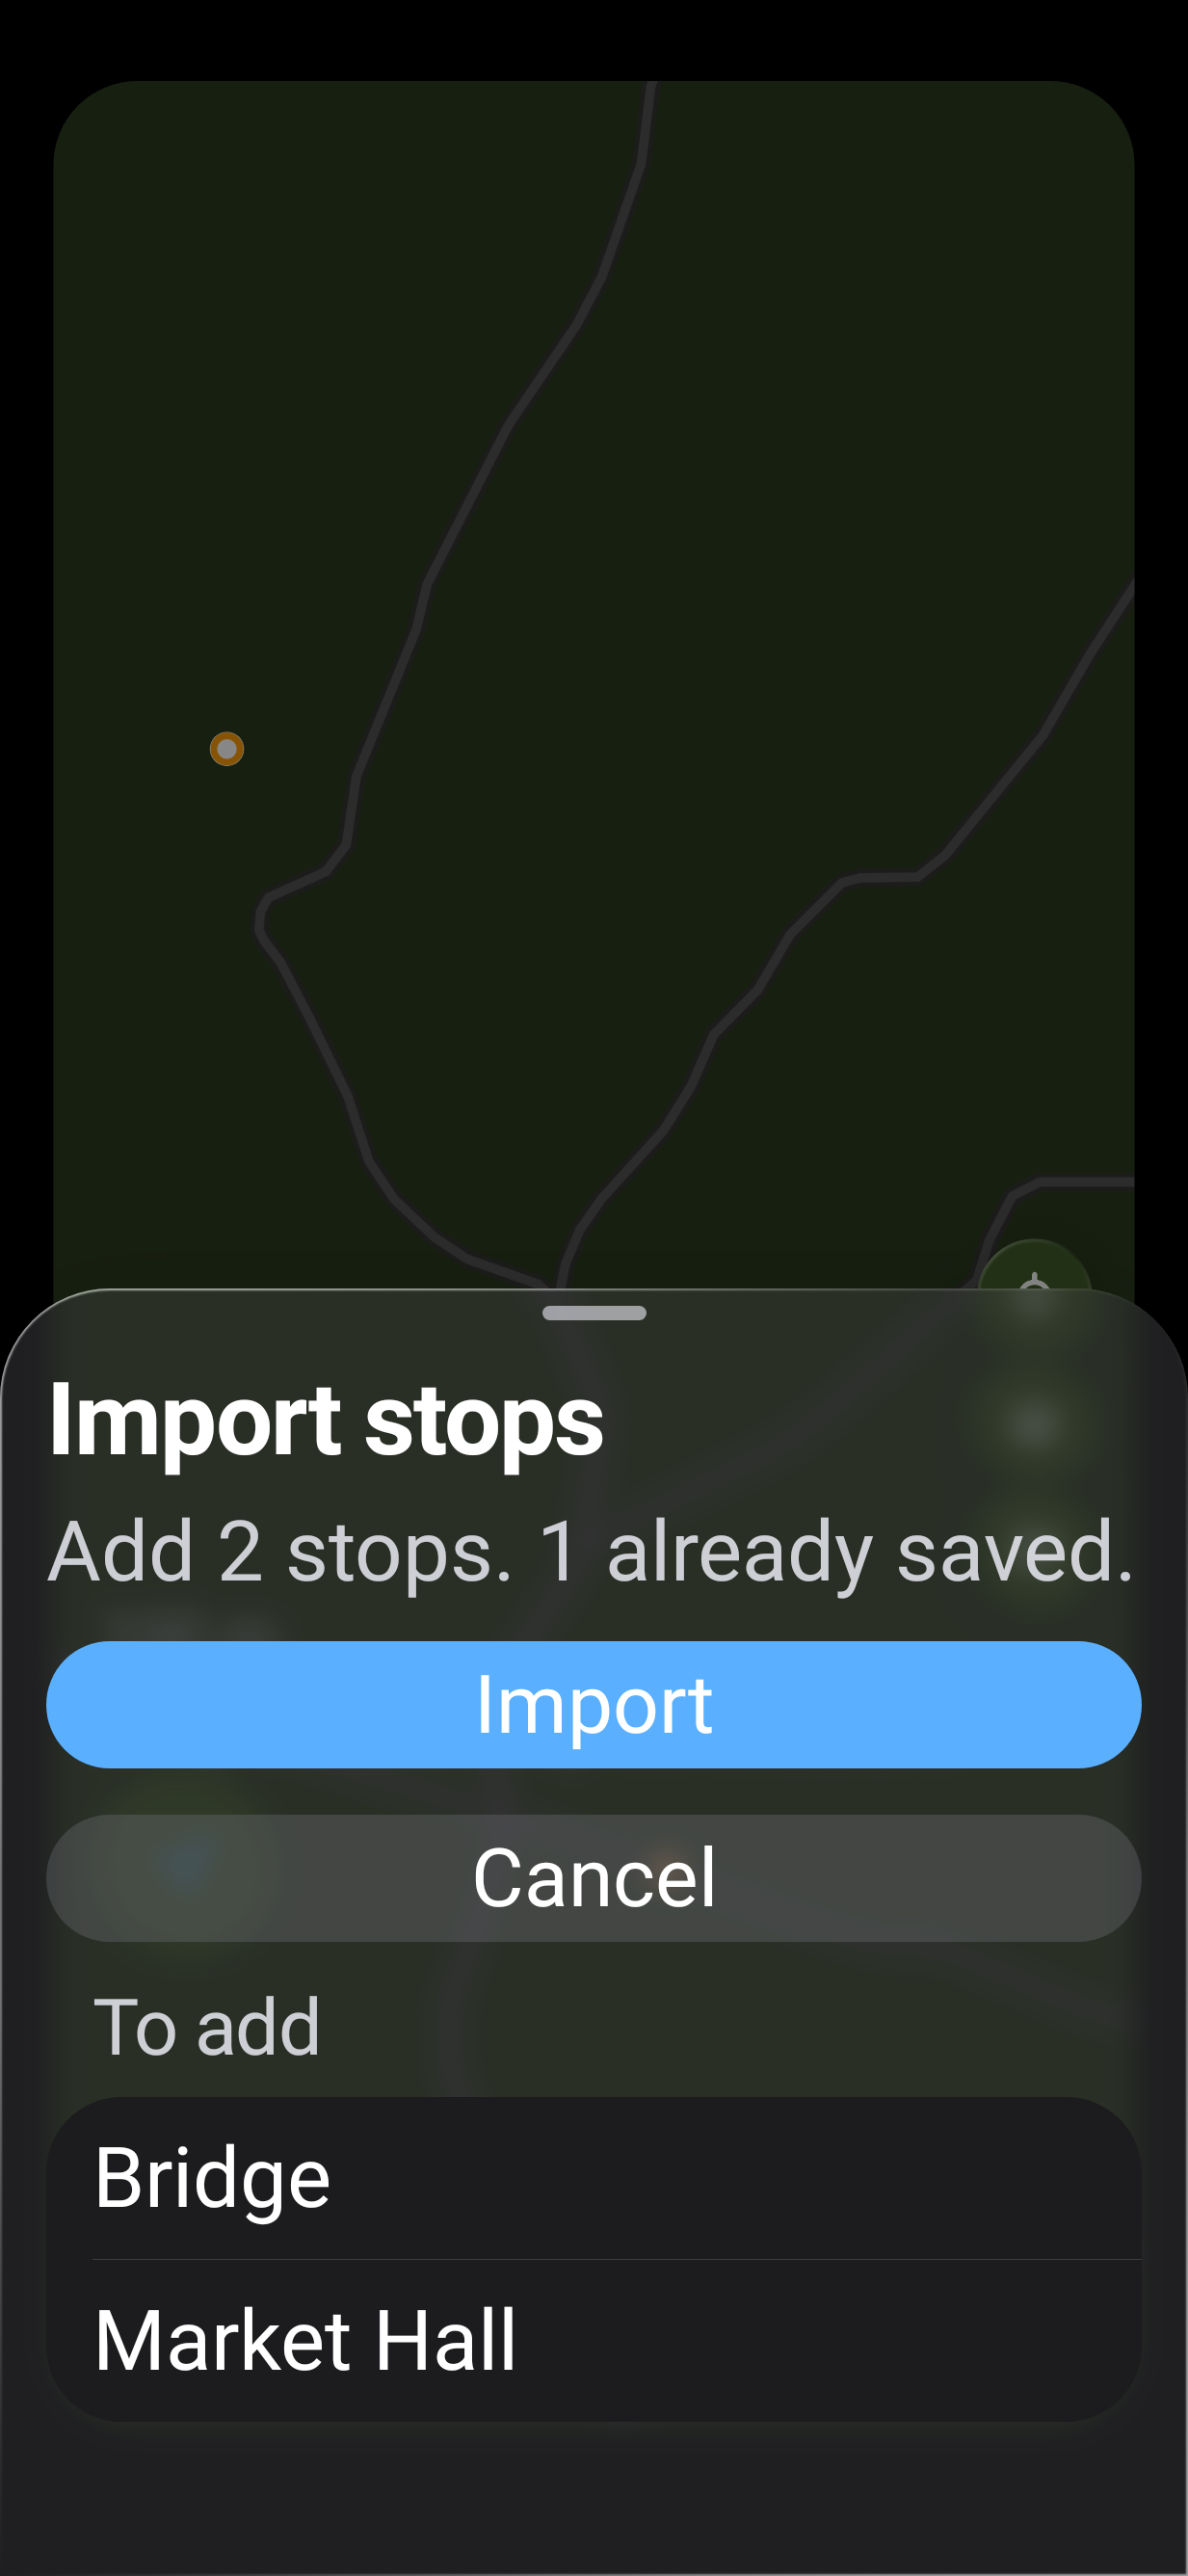 Import stops
Add 2 stops. 1 already saved.
Import
Cancel
To add
Bridge
Market Hall